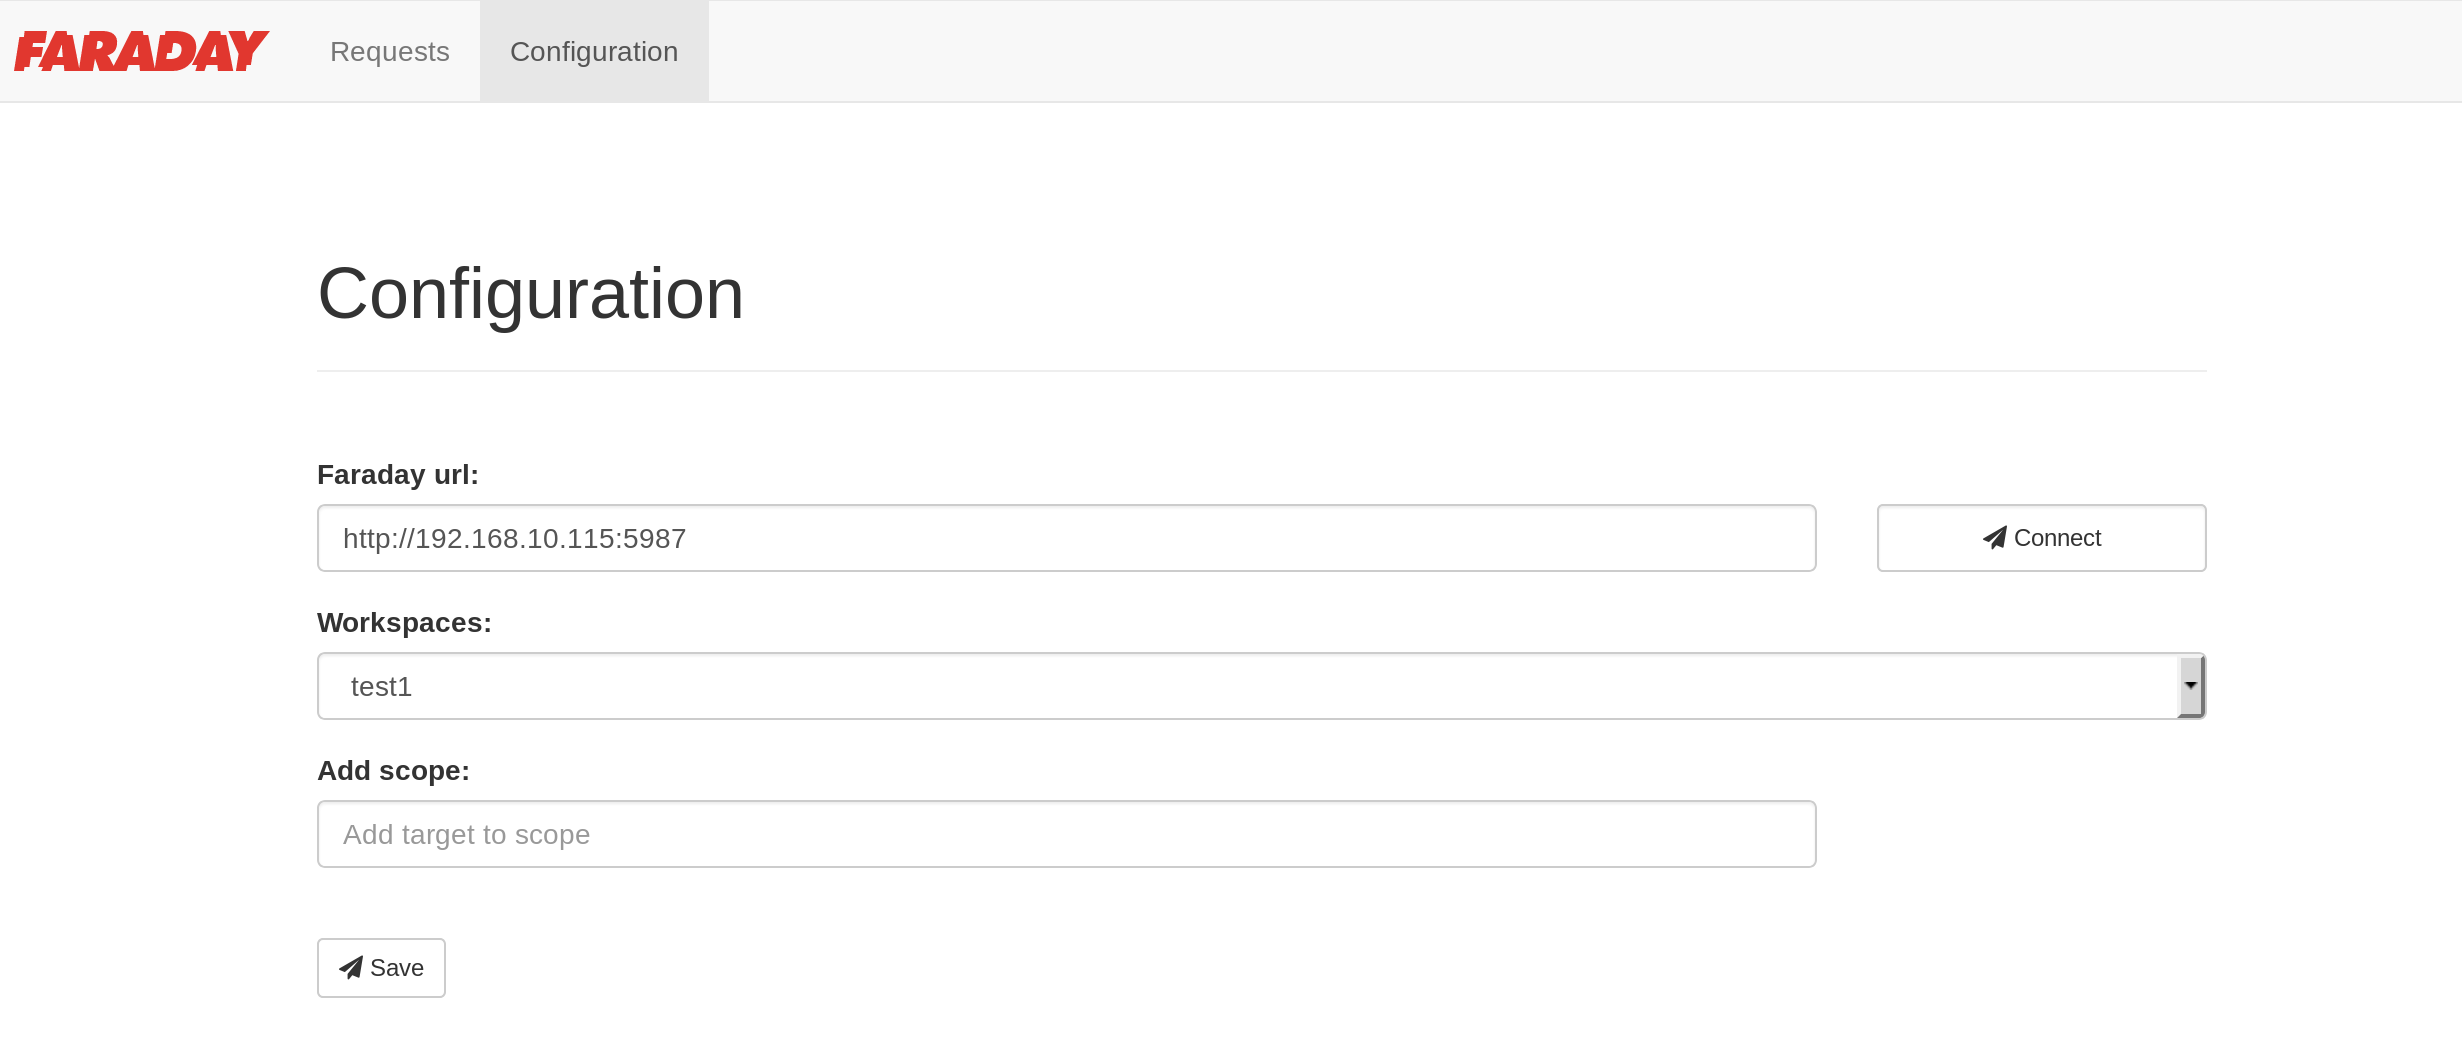 FARADAY Requests Configuration
Configuration
Faraday url:
http://192.168.10.115:5987 Connect
Workspaces:
test1
Add scope:
Add target to scope
Save